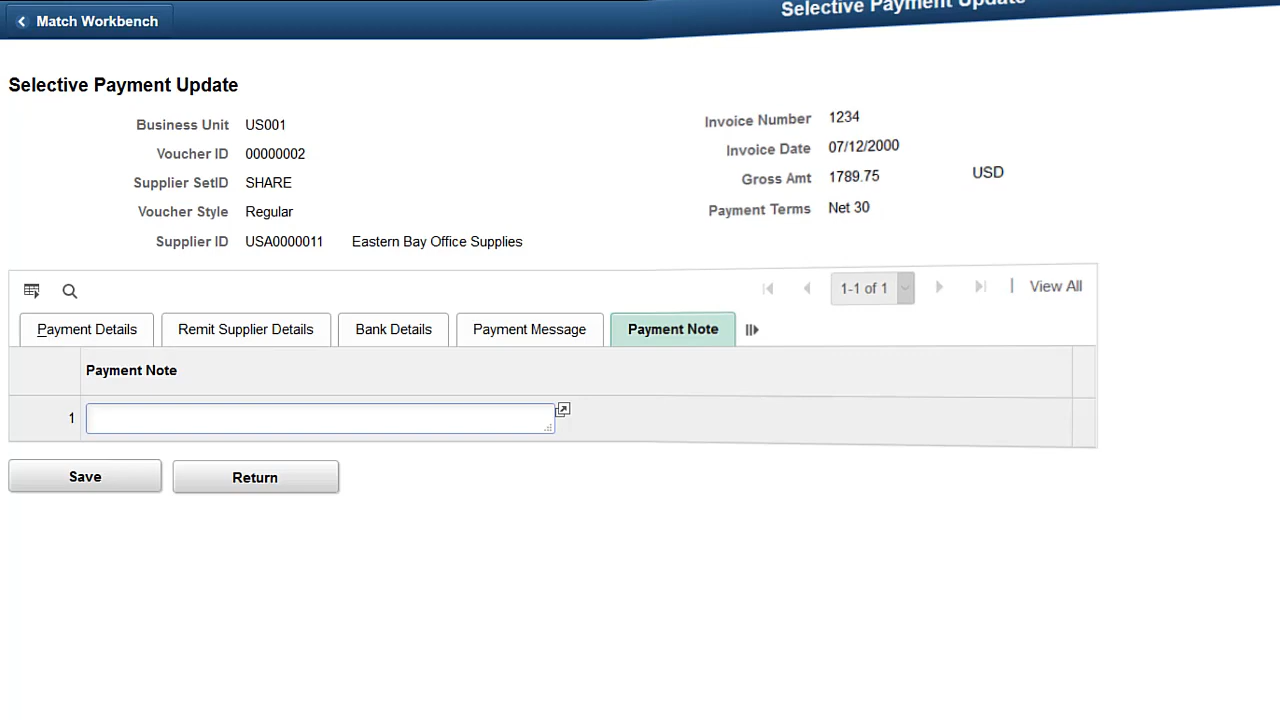 Match Workbench
Selective Payment Update
Selective Payment Update
Business Unit US001
Voucher ID 00000002
Supplier SetID SHARE
Voucher Style Regular
Supplier ID USA0000011 Eastern Bay Office Supplies
Invoice Number 1234
Invoice Date 07/12/2000
Gross Amt 1789.75 USD
Payment Terms Net 30
1-1 of 1 | View All
Payment Details Remit Supplier Details Bank Details Payment Message Payment Note
Payment Note
1
Save Return